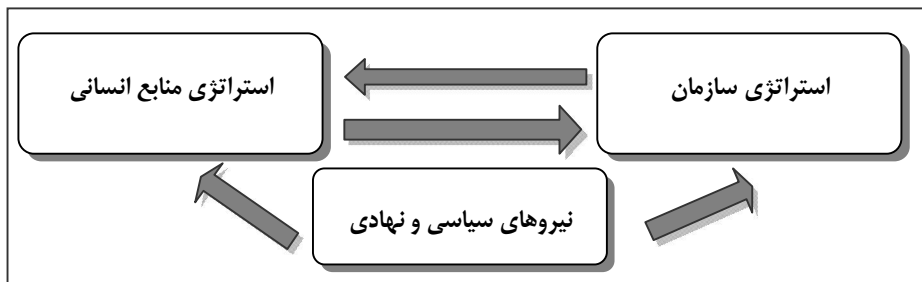 استراتژی سازمان
استراتژی منابع انسانی
نیروهای سیاسی و نهادی